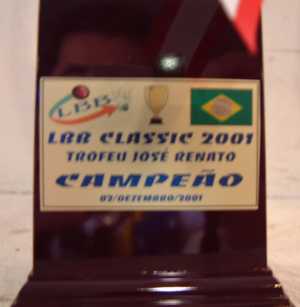 LBB
LBB CLASSIC 2001
TROFEU JOSÉ RENATO
CAMPEÃO
02/DEZEMBRO/2001